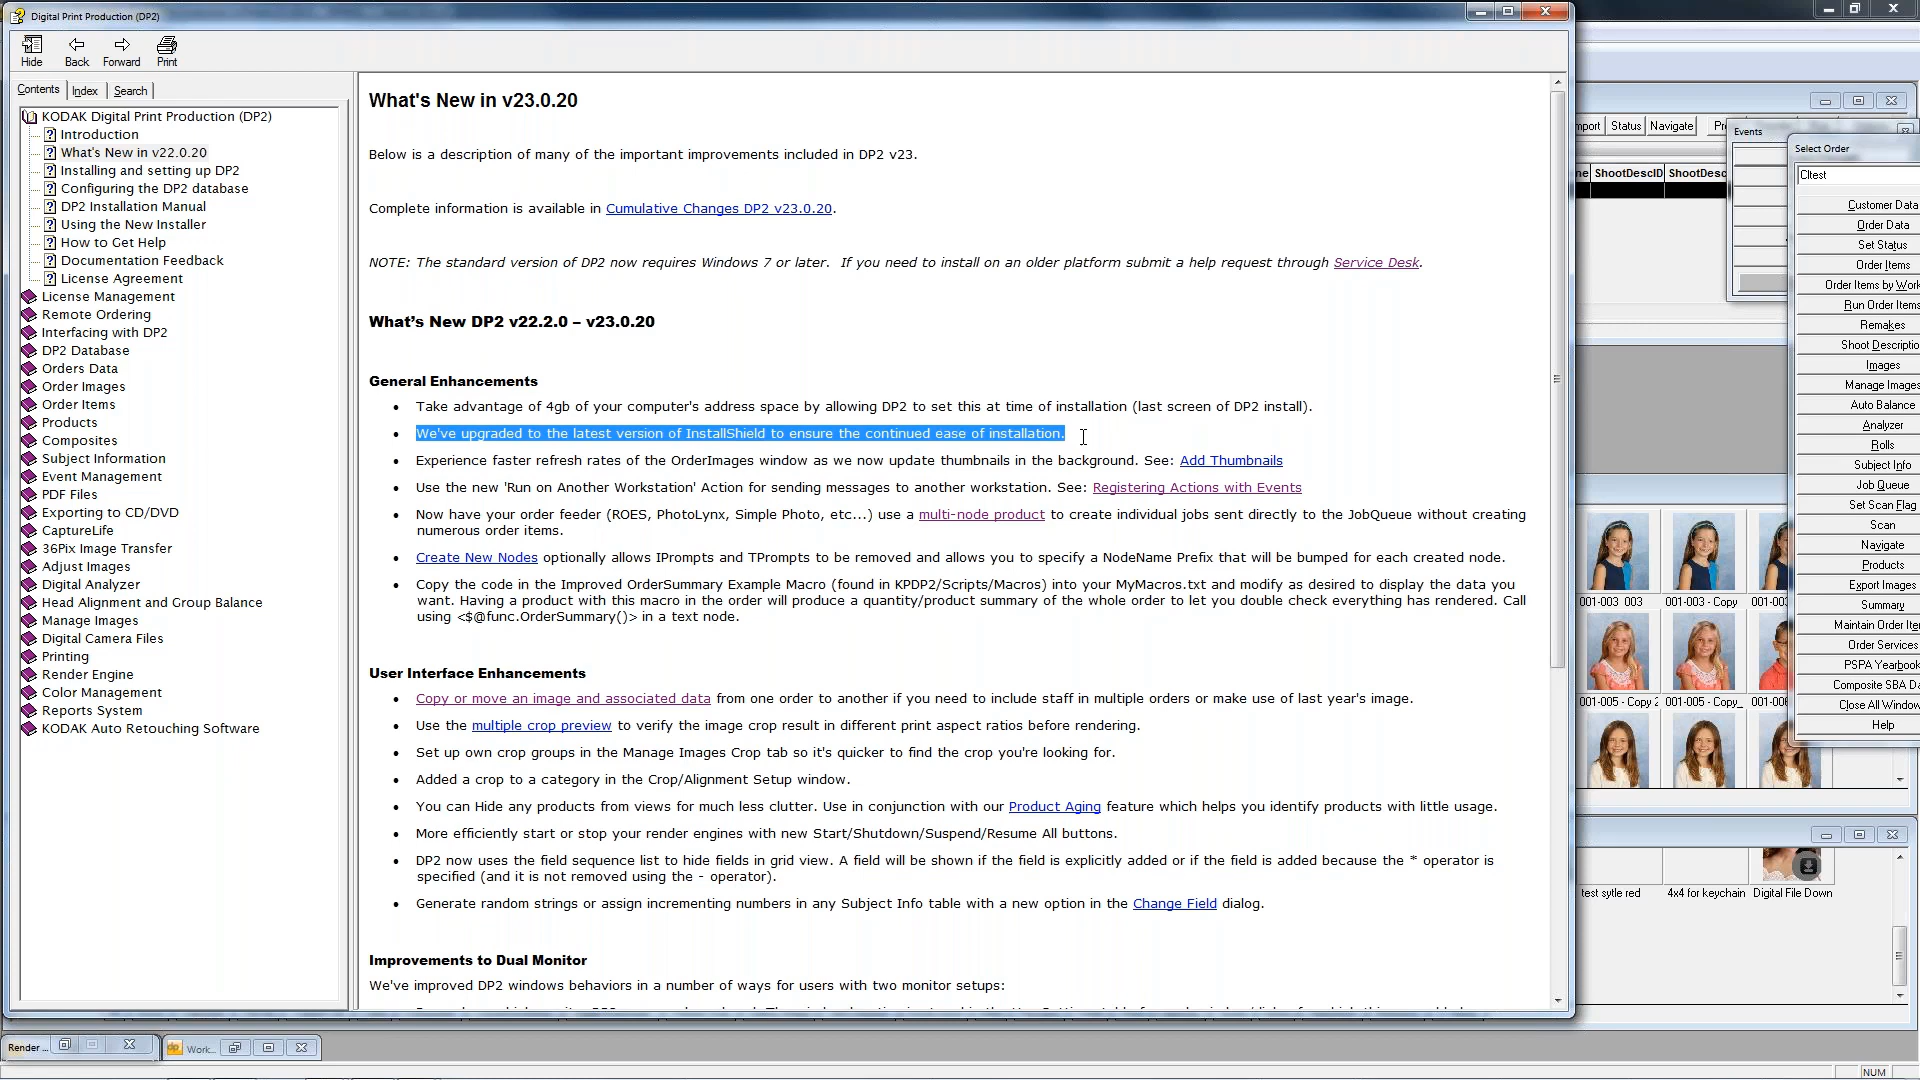 Digital Print Production (DP2)
Hide
Back
Forward
Print
Contents
Index
Search
KODAK Digital Print Production (DP2)
Introduction
What's New in v22.0.20
Installing and setting up DP2
Configuring the DP2 database
DP2 Installation Manual
Using the New Installer
How to Get Help
Documentation Feedback
License Agreement
License Management
Remote Ordering
Interfacing with DP2
DP2 Database
Orders Data
Order Images
Order Items
Products
Composites
Subject Information
Event Management
PDF Files
Exporting to CD/DVD
CaptureLife
36Pix Image Transfer
Adjust Images
Digital Analyzer
Head Alignment and Group Balance
Manage Images
Digital Camera Files
Printing
Render Engine
Color Management
Reports System
KODAK Auto Retouching Software
What's New in v23.0.20
Below is a description of many of the important improvements included in DP2 v23.
Complete information is available in Cumulative Changes DP2 v23.0.20.
NOTE: The standard version of DP2 now requires Windows 7 or later.  If you need to install on an older platform submit a help request through Service Desk.
What's New DP2 v22.2.0 – v23.0.20
General Enhancements
• Take advantage of 4gb of your computer's address space by allowing DP2 to set this at time of installation (last screen of DP2 install).
• We've upgraded to the latest version of InstallShield to ensure the continued ease of installation.
• Experience faster refresh rates of the OrderImages window as we now update thumbnails in the background. See: Add Thumbnails
• Use the new 'Run on Another Workstation' Action for sending messages to another workstation. See: Registering Actions with Events
• Now have your order feeder (ROES, PhotoLynx, Simple Photo, etc...) use a multi-node product to create individual jobs sent directly to the JobQueue without creating
numerous order items.
• Create New Nodes optionally allows IPrompts and TPrompts to be removed and allows you to specify a NodeName Prefix that will be bumped for each created node.
• Copy the code in the Improved OrderSummary Example Macro (found in KPDP2/Scripts/Macros) into your MyMacros.txt and modify as desired to display the data you
want. Having a product with this macro in the order will produce a quantity/product summary of the whole order to let you double check everything has rendered. Call
using <$@func.OrderSummary()> in a text node.
User Interface Enhancements
• Copy or move an image and associated data from one order to another if you need to include staff in multiple orders or make use of last year's image.
• Use the multiple crop preview to verify the image crop result in different print aspect ratios before rendering.
• Set up own crop groups in the Manage Images Crop tab so it's quicker to find the crop you're looking for.
• Added a crop to a category in the Crop/Alignment Setup window.
• You can Hide any products from views for much less clutter. Use in conjunction with our Product Aging feature which helps you identify products with little usage.
• More efficiently start or stop your render engines with new Start/Shutdown/Suspend/Resume All buttons.
• DP2 now uses the field sequence list to hide fields in grid view. A field will be shown if the field is explicitly added or if the field is added because the * operator is
specified (and it is not removed using the - operator).
• Generate random strings or assign incrementing numbers in any Subject Info table with a new option in the Change Field dialog.
Improvements to Dual Monitor
We've improved DP2 windows behaviors in a number of ways for users with two monitor setups:
mport
Status
Navigate
Pr
ne
ShootDescID
ShootDesc
Events
Select Order
CItest
Customer Data
Order Data
Set Status
Order Items
Order Items by Work
Run Order Items
Remakes
Shoot Descriptio
Images
Manage Images
Auto Balance
Analyzer
Rolls
Subject Info
Job Queue
Set Scan Flag
Scan
Navigate
Products
Export Images
Summary
Maintain Order Ite
Order Services
PSPA Yearbook
Composite SBA Da
Close All Window
Help
001-003 003
001-003 - Copy
001-003
001-005 - Copy 2
001-005 - Copy_
001-006
test sytle red
4x4 for keychain
Digital File Down
Render ...
Work...
NUM